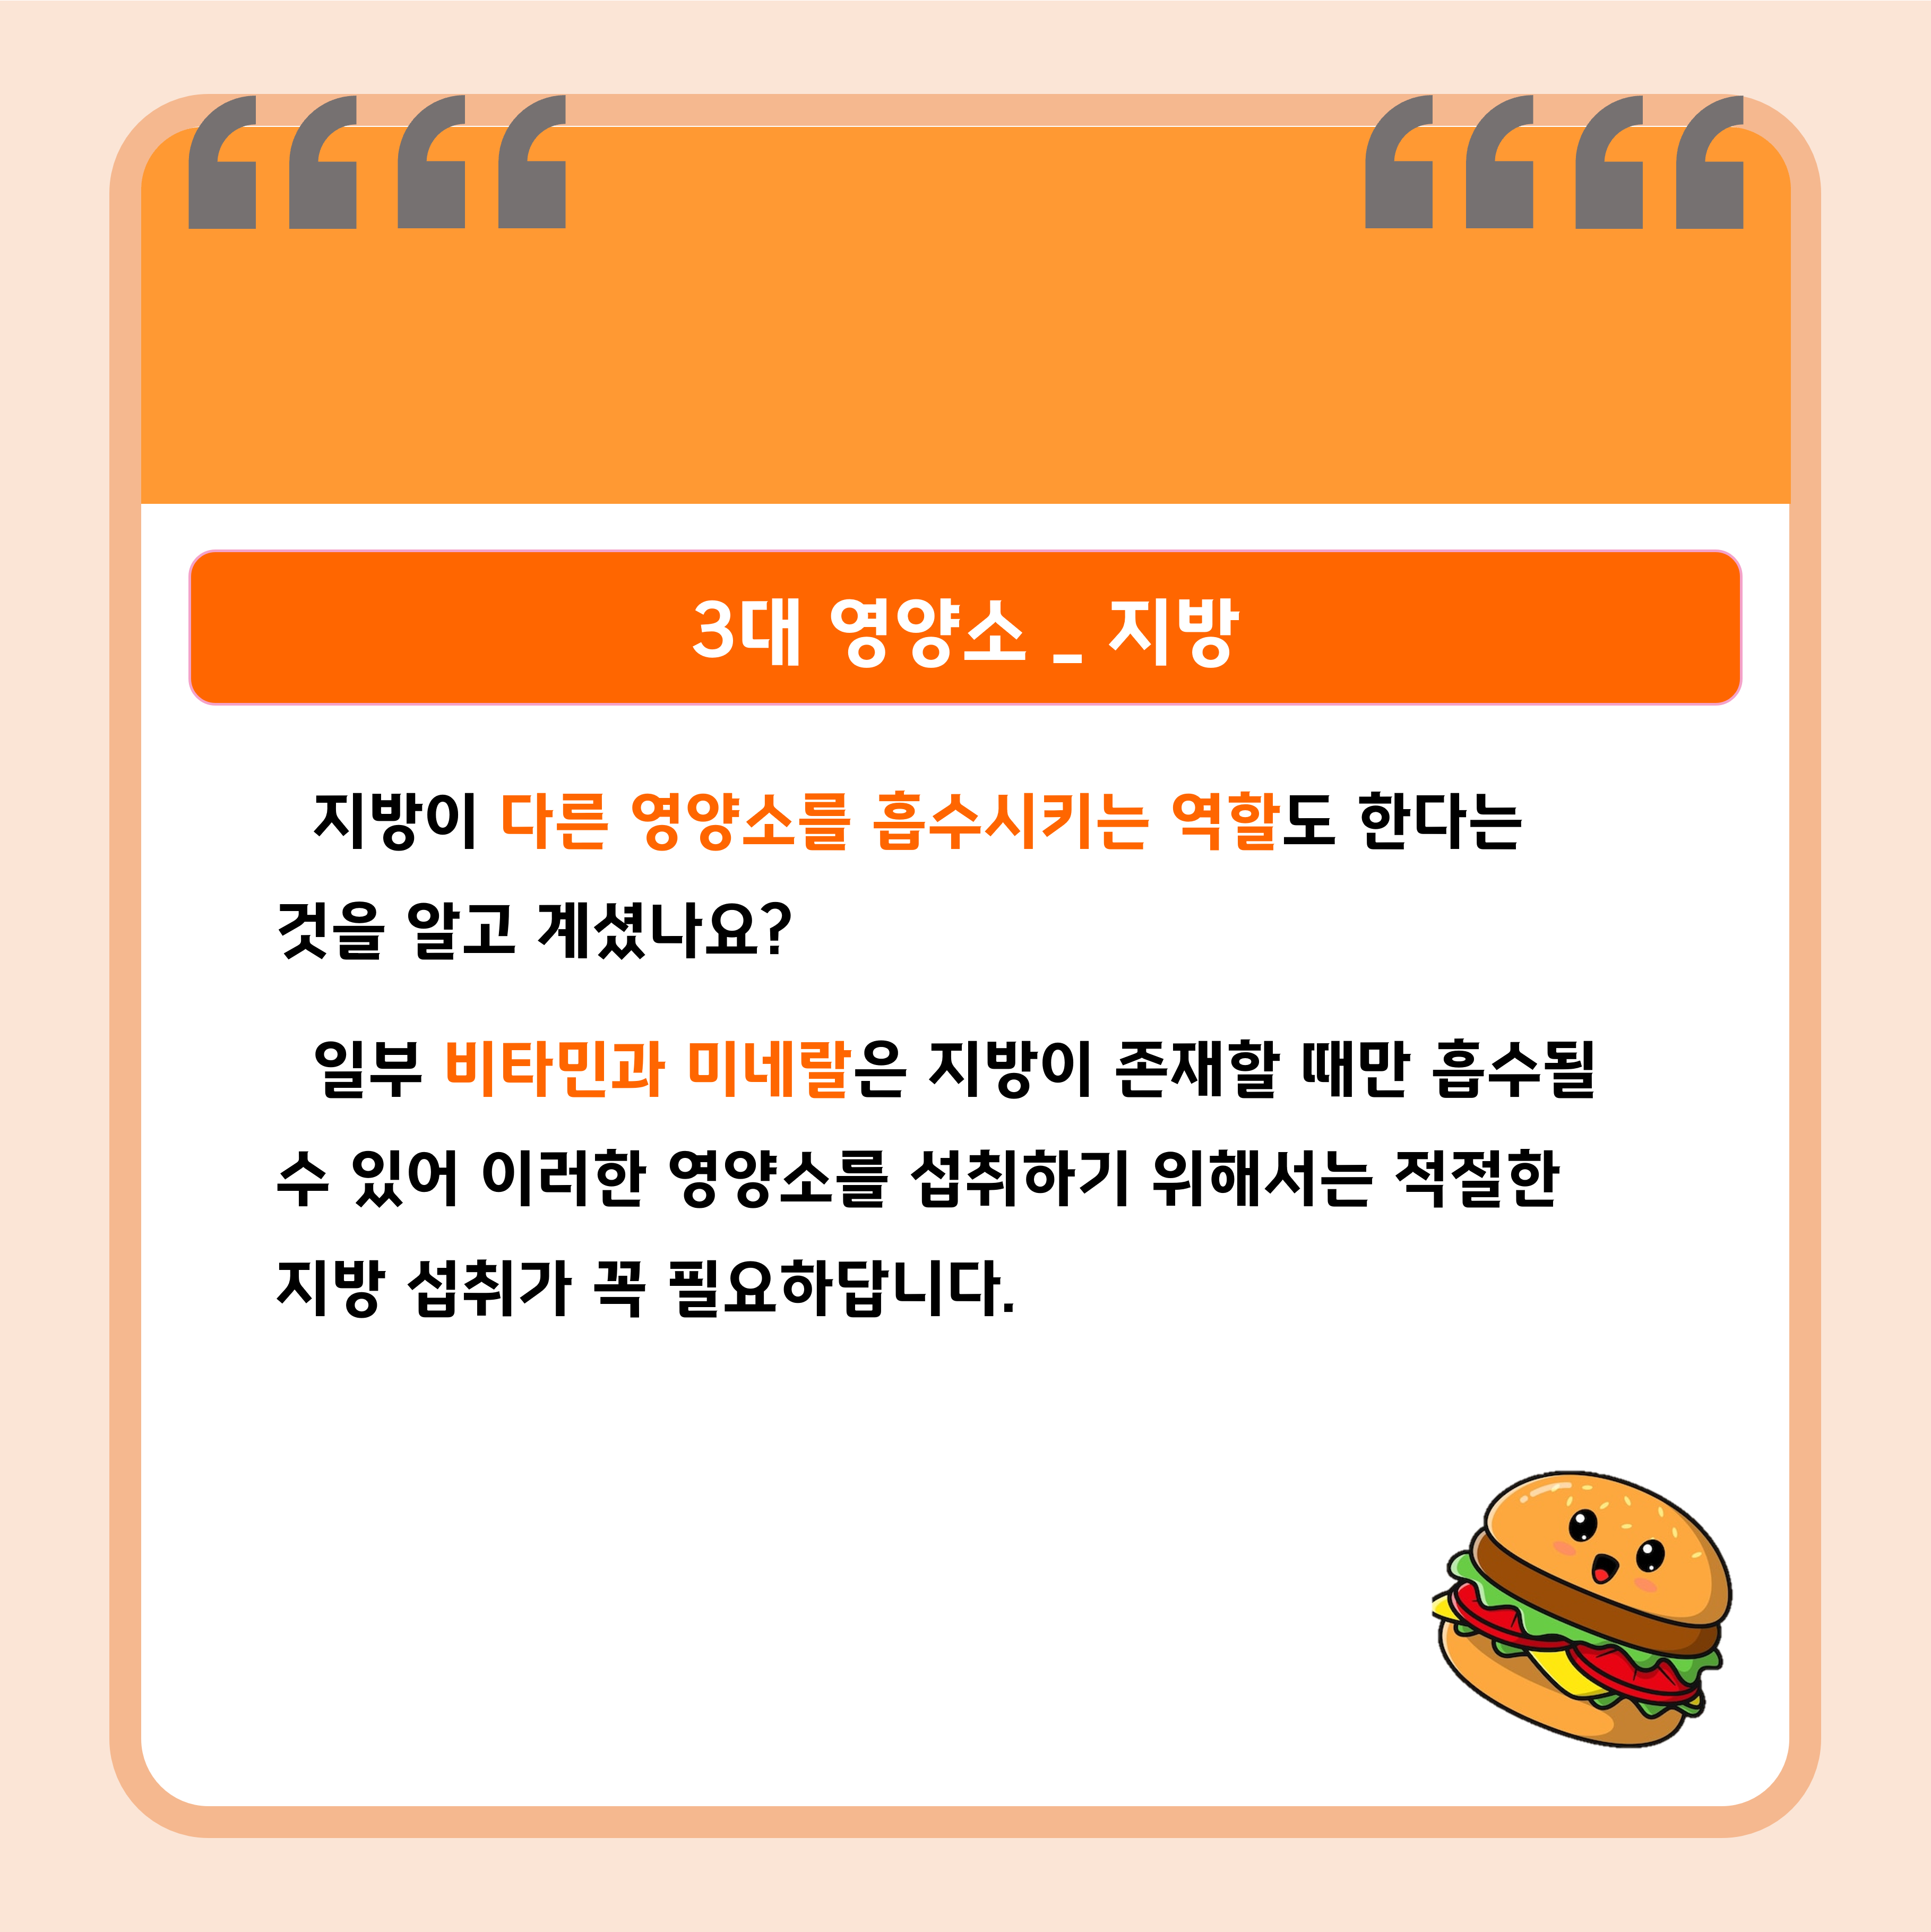 3대 영양소 _ 지방
지방이 다른 영양소를 흡수시키는 역할도 한다는
것을 알고 계셨나요?
일부 비타민과 미네랄은 지방이 존재할 때만 흡수될
수 있어 이러한 영양소를 섭취하기 위해서는 적절한
지방 섭취가 꼭 필요하답니다.